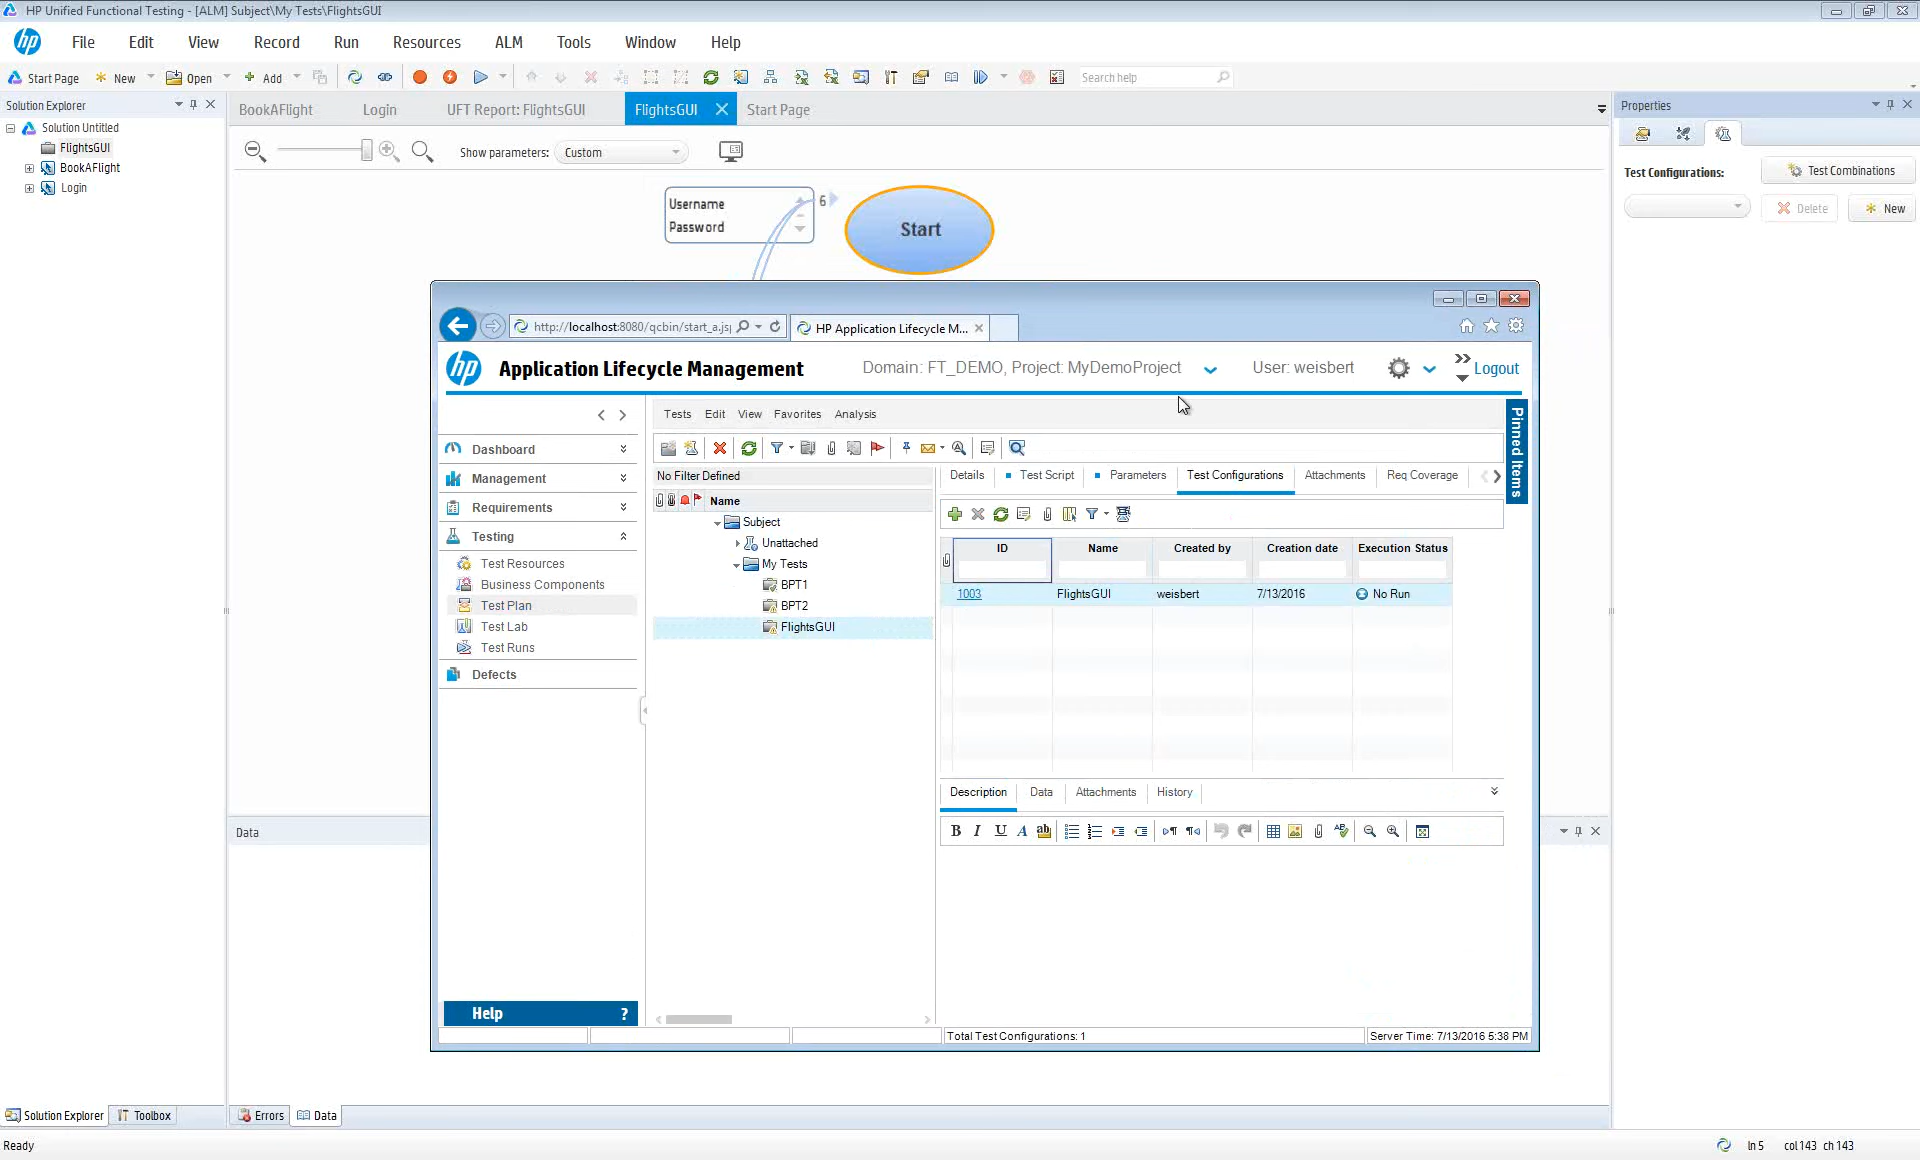 HP Unified Functional Testing - [ALM] Subject\My Tests\FlightsGUI
hp File Edit View Record Run Resources ALM Tools Window Help
Start Page New Open Add Search help
Solution Explorer
Solution Untitled
FlightsGUI
BookAFlight
Login
BookAFlight Login UFT Report: FlightsGUI FlightsGUI Start Page
Show parameters: Custom
Username
Password
6
Start
Properties
Test Configurations: Test Combinations
Delete New
http://localhost:8080/qcbin/start_a.jsp HP Application Lifecycle M...
hp Application Lifecycle Management Domain: FT_DEMO, Project: MyDemoProject User: weisbert Logout
Tests Edit View Favorites Analysis
Pinned Items
Dashboard
Management
Requirements
Testing
Test Resources
Business Components
Test Plan
Test Lab
Test Runs
Defects
Help ?
No Filter Defined
Name
Subject
Unattached
My Tests
BPT1
BPT2
FlightsGUI
Details Test Script Parameters Test Configurations Attachments Req Coverage
ID Name Created by Creation date Execution Status
1003 FlightsGUI weisbert 7/13/2016 No Run
Description Data Attachments History
B I U A ab
Total Test Configurations: 1 Server Time: 7/13/2016 5:38 PM
Data
Solution Explorer Toolbox Errors Data
Ready ln 5 col 143 ch 143